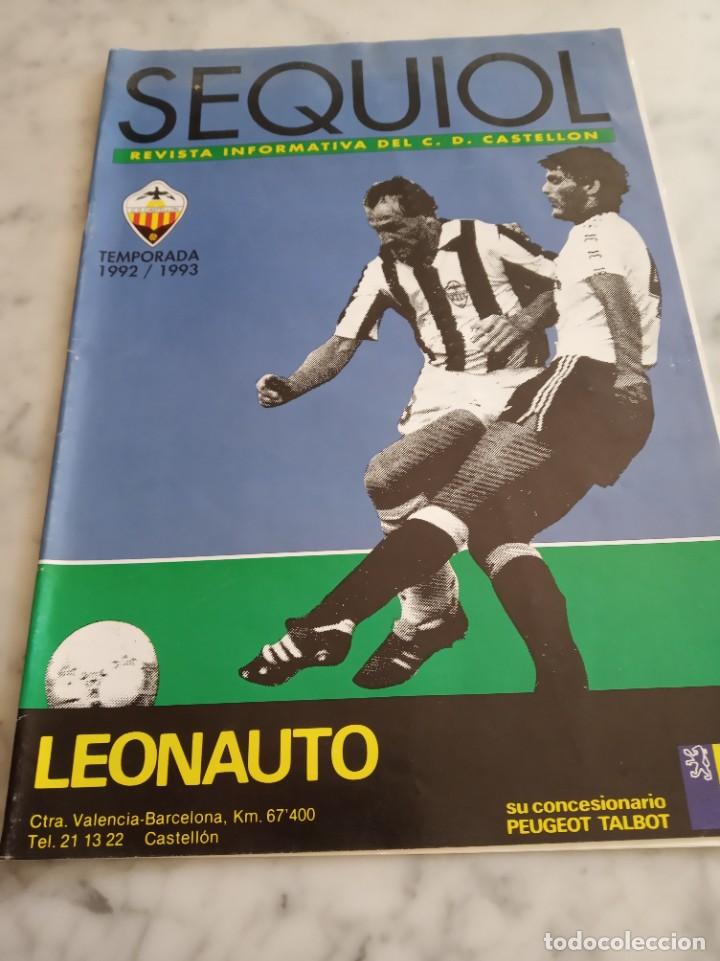 SEQUIOL
REVISTA INFORMATIVA DEL C. D. CASTELLON
TEMPORADA
1992 / 1993
LEONAUTO
Ctra. Valencia-Barcelona, Km. 67'400
Tel. 21 13 22 Castellón
su concesionario
PEUGEOT TALBOT
todocoleccion